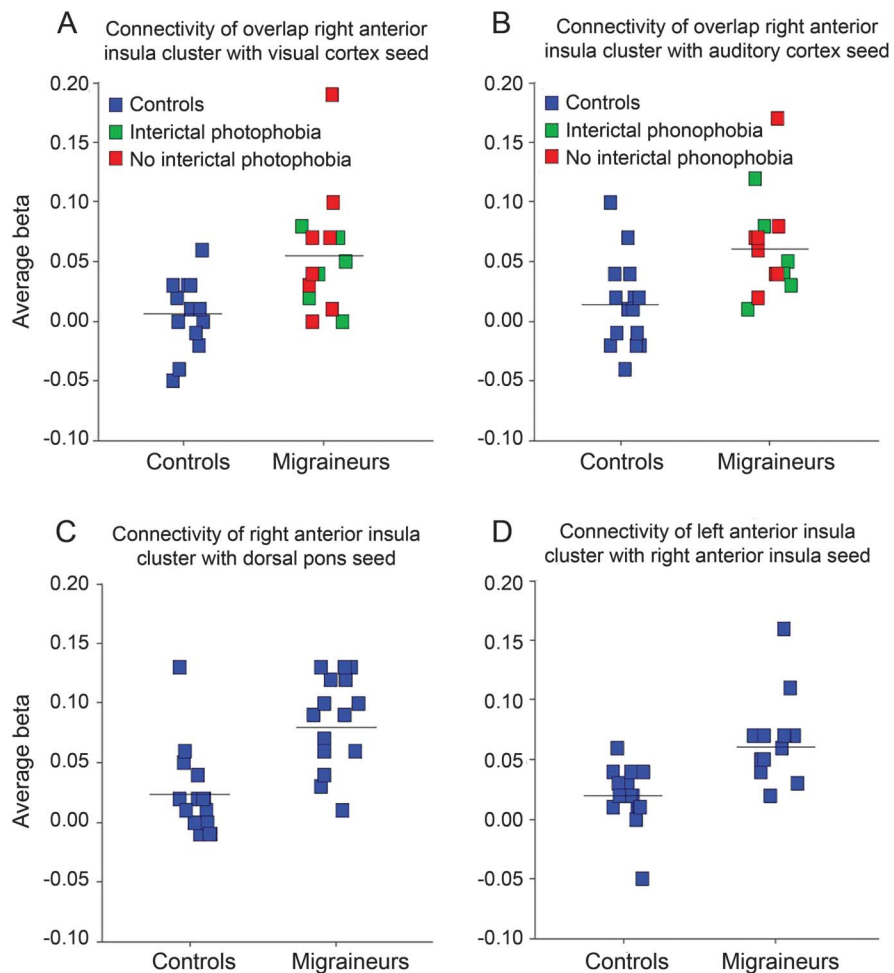 A
Connectivity of overlap right anterior
insula cluster with visual cortex seed
0.20
0.15
0.10
0.05
0.00
-0.05
-0.10
Average beta
Controls
Interictal photophobia
No interictal photophobia
Controls
Migraineurs
B
Connectivity of overlap right anterior
insula cluster with auditory cortex seed
0.20
0.15
0.10
0.05
0.00
-0.05
-0.10
Controls
Interictal phonophobia
No interictal phonophobia
Controls
Migraineurs
C
Connectivity of right anterior insula
cluster with dorsal pons seed
0.20
0.15
0.10
0.05
0.00
-0.05
-0.10
Average beta
Controls
Migraineurs
D
Connectivity of left anterior insula
cluster with right anterior insula seed
0.20
0.15
0.10
0.05
0.00
-0.05
-0.10
Controls
Migraineurs